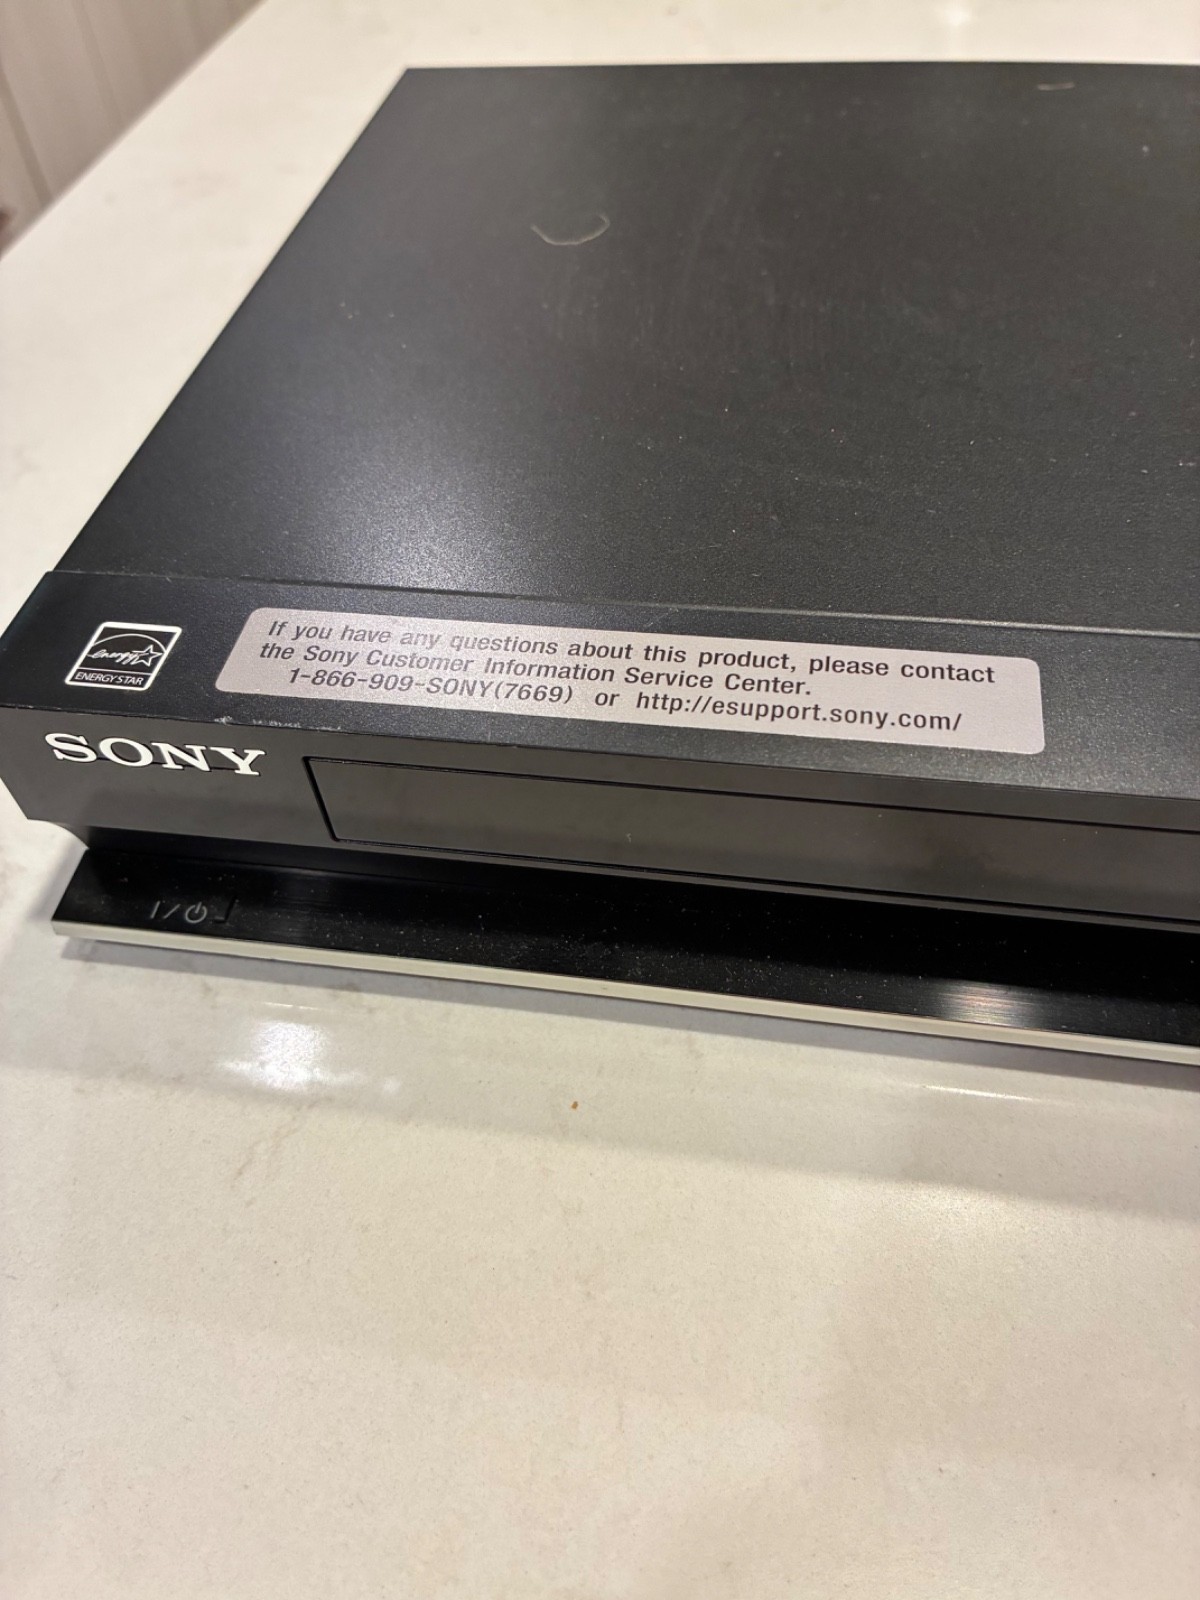 energy
ENERGY STAR
If you have any questions about this product, please contact
the Sony Customer Information Service Center.
1-866-909-SONY(7669) or http://esupport.sony.com/
SONY
I/⏻